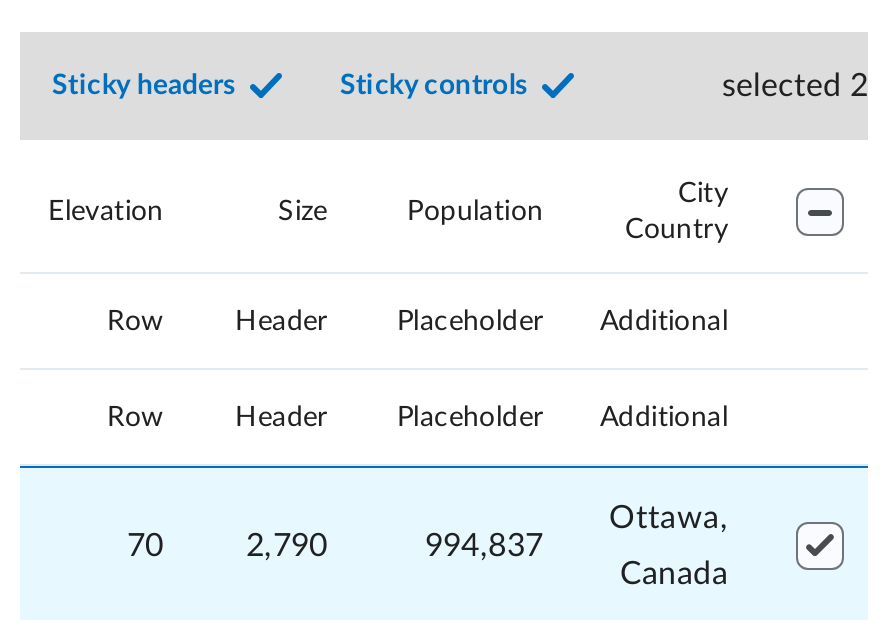 Sticky headers Sticky controls selected 2
Elevation Size Population City
Country
Row Header Placeholder Additional
Row Header Placeholder Additional
70 2,790 994,837 Ottawa,
Canada